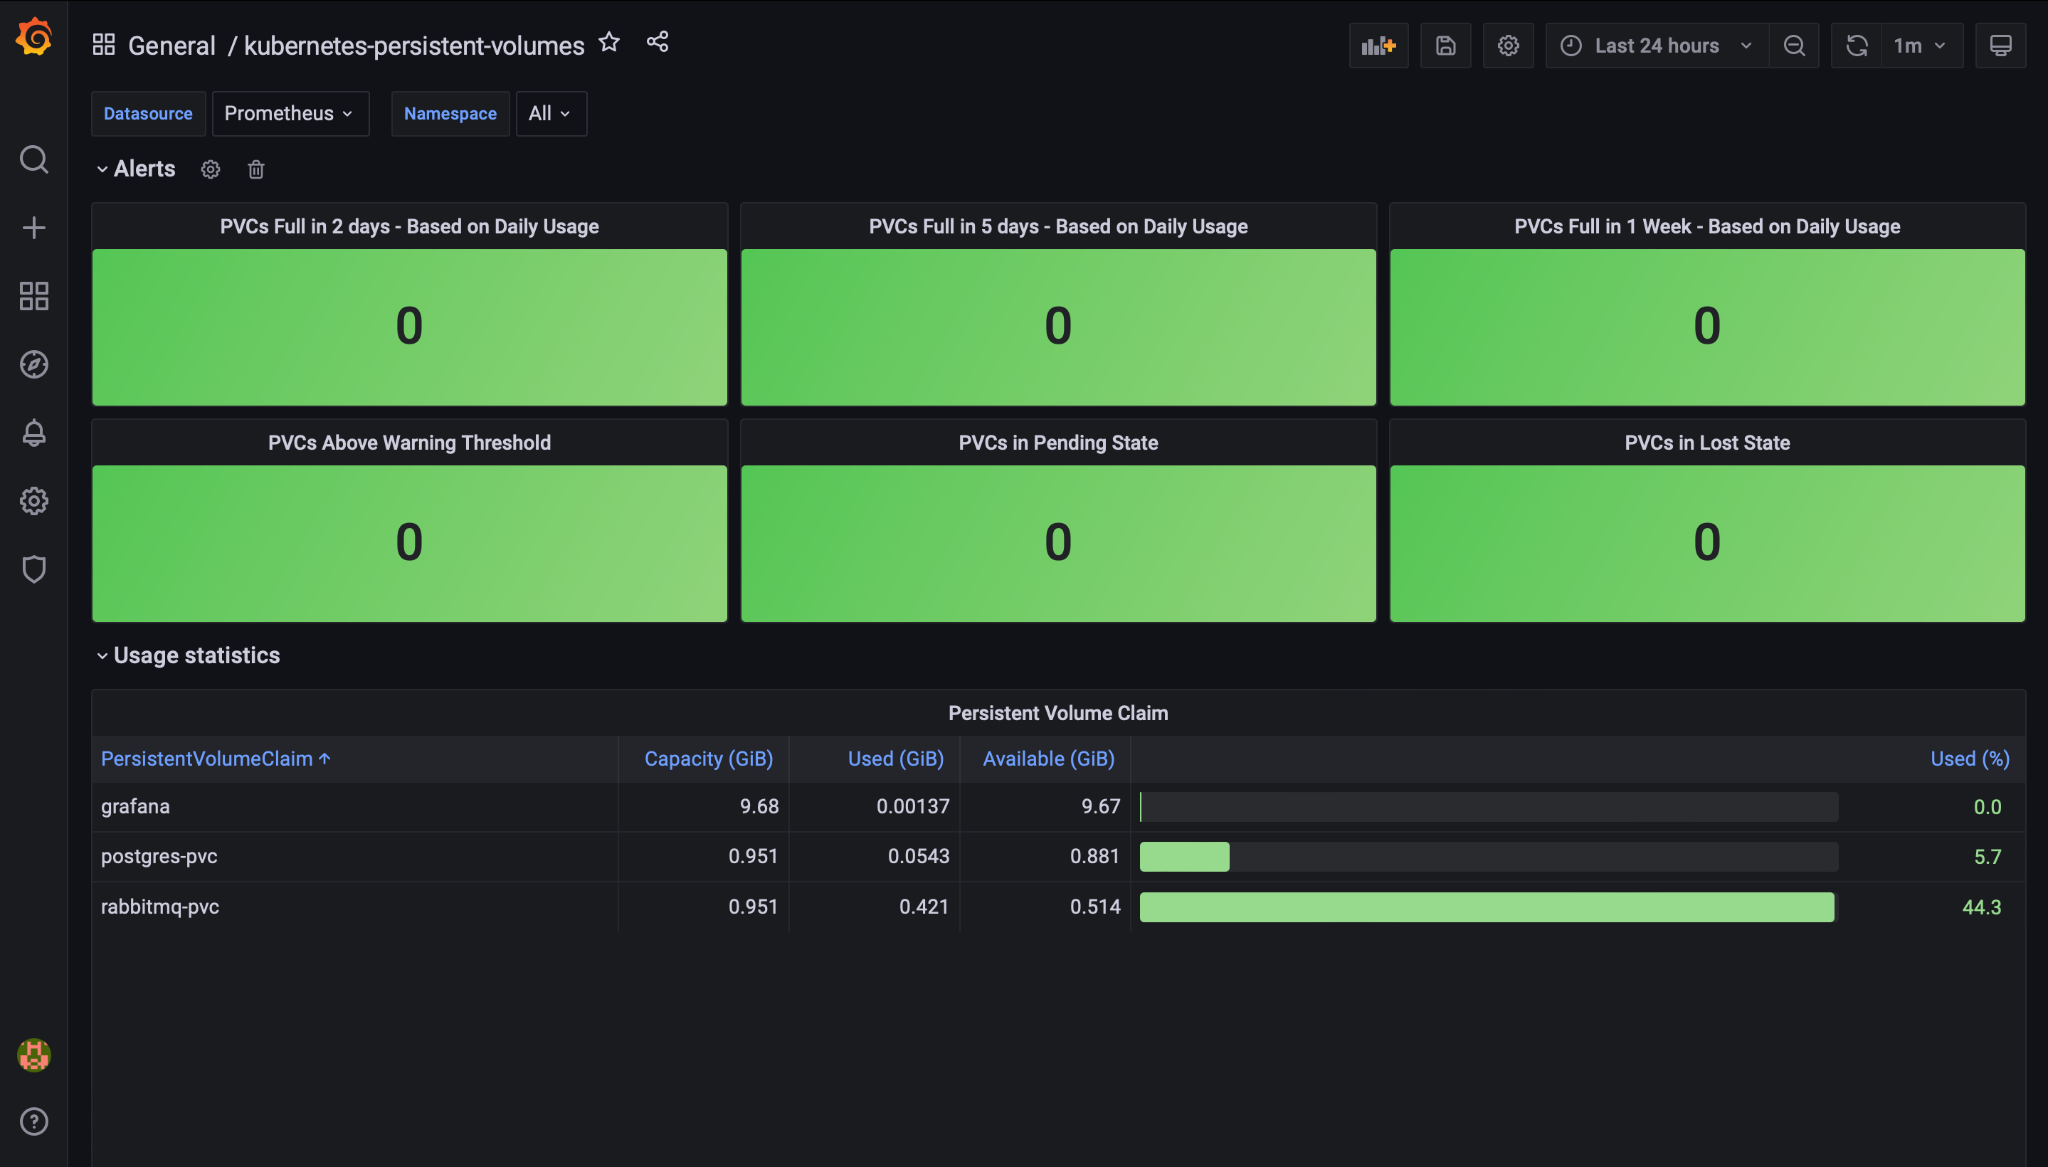 General / kubernetes-persistent-volumes
Last 24 hours
1m
Datasource
Prometheus
Namespace
All
Alerts
PVCs Full in 2 days - Based on Daily Usage
PVCs Full in 5 days - Based on Daily Usage
PVCs Full in 1 Week - Based on Daily Usage
0
0
0
PVCs Above Warning Threshold
PVCs in Pending State
PVCs in Lost State
0
0
0
Usage statistics
Persistent Volume Claim
PersistentVolumeClaim ↑ Capacity (GiB) Used (GiB) Available (GiB) Used (%)
grafana 9.68 0.00137 9.67 0.0
postgres-pvc 0.951 0.0543 0.881 5.7
rabbitmq-pvc 0.951 0.421 0.514 44.3